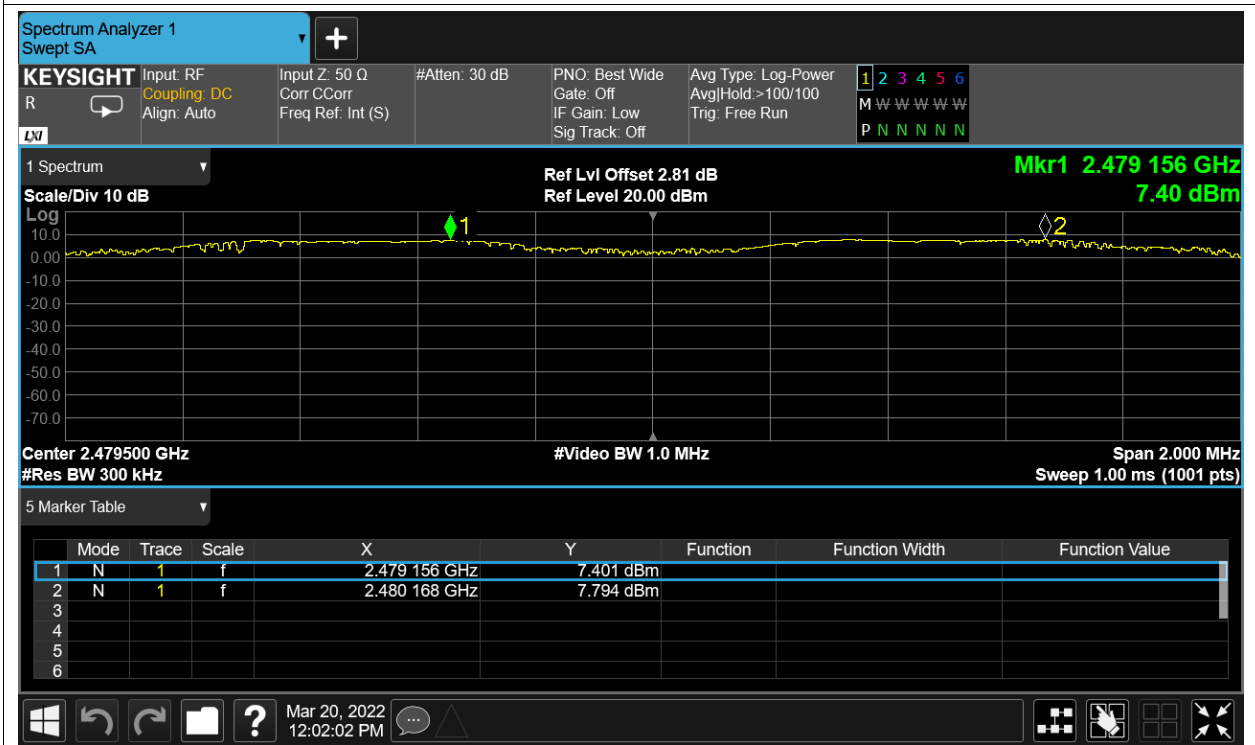 Spectrum Analyzer 1
Swept SA
+
KEYSIGHT Input: RF Input Z: 50 Ω #Atten: 30 dB PNO: Best Wide Avg Type: Log-Power 1 2 3 4 5 6
R Coupling: DC Corr CCorr Gate: Off Avg|Hold:>100/100 M W W W W W
Align: Auto Freq Ref: Int (S) IF Gain: Low Trig: Free Run
LXI Sig Track: Off P N N N N N
1 Spectrum Ref Lvl Offset 2.81 dB Mkr1 2.479 156 GHz
Scale/Div 10 dB Ref Level 20.00 dBm 7.40 dBm
Log
1 2
10.0
0.00
-10.0
-20.0
-30.0
-40.0
-50.0
-60.0
-70.0
Center 2.479500 GHz #Video BW 1.0 MHz Span 2.000 MHz
#Res BW 300 kHz Sweep 1.00 ms (1001 pts)
5 Marker Table
Mode Trace Scale X Y Function Function Width Function Value
1 N 1 f 2.479 156 GHz 7.401 dBm
2 N 1 f 2.480 168 GHz 7.794 dBm
3
4
5
6
? Mar 20, 2022
12:02:02 PM